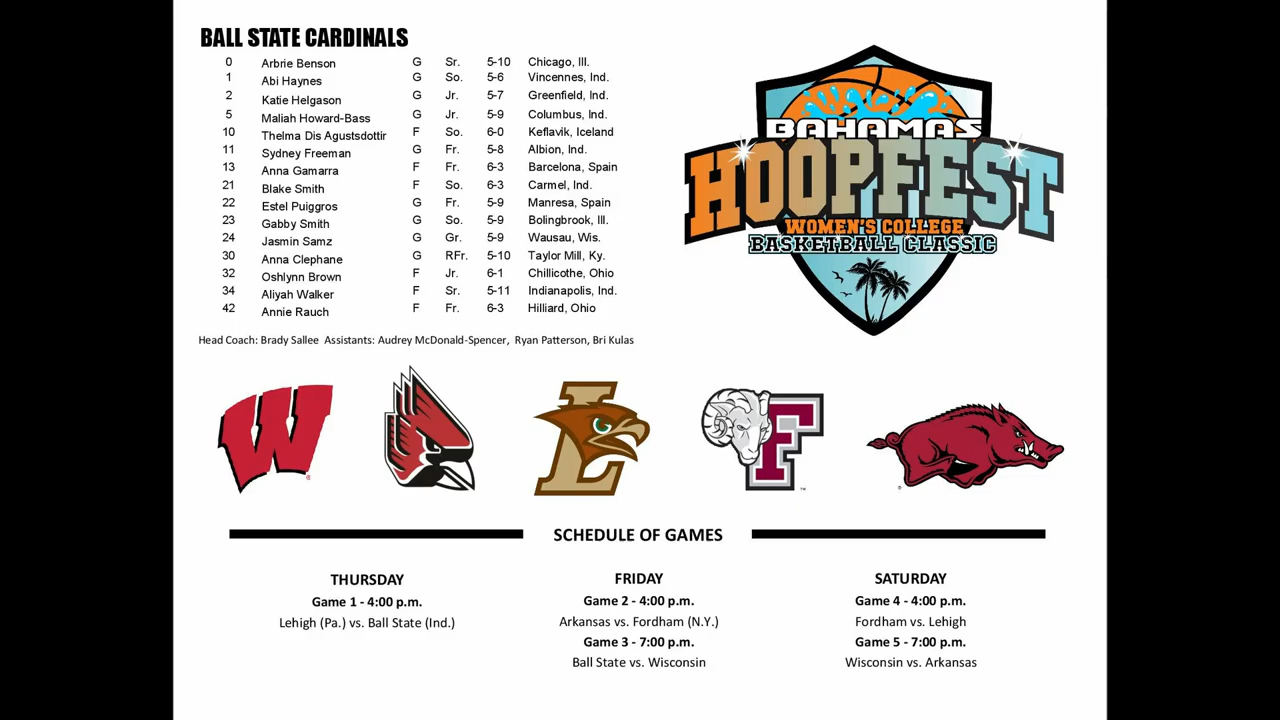 BALL STATE CARDINALS
0 Arbrie Benson G Sr. 5-10 Chicago, Ill.
1 Abi Haynes G So. 5-6 Vincennes, Ind.
2 Katie Helgason G Jr. 5-7 Greenfield, Ind.
5 Maliah Howard-Bass G Jr. 5-9 Columbus, Ind.
10 Thelma Dis Agustsdottir F So. 6-0 Keflavik, Iceland
11 Sydney Freeman G Fr. 5-8 Albion, Ind.
13 Anna Gamarra F Fr. 6-3 Barcelona, Spain
21 Blake Smith F So. 6-3 Carmel, Ind.
22 Estel Puiggros G Fr. 5-9 Manresa, Spain
23 Gabby Smith G So. 5-9 Bolingbrook, Ill.
24 Jasmin Samz G Gr. 5-9 Wausau, Wis.
30 Anna Clephane G RFr. 5-10 Taylor Mill, Ky.
32 Oshlynn Brown F Jr. 6-1 Chillicothe, Ohio
34 Aliyah Walker F Sr. 5-11 Indianapolis, Ind.
42 Annie Rauch F Fr. 6-3 Hilliard, Ohio
Head Coach: Brady Sallee Assistants: Audrey McDonald-Spencer, Ryan Patterson, Bri Kulas
BAHAMAS
HOOPFEST
WOMEN'S COLLEGE
BASKETBALL CLASSIC
W
L
F
SCHEDULE OF GAMES
THURSDAY
Game 1 - 4:00 p.m.
Lehigh (Pa.) vs. Ball State (Ind.)
FRIDAY
Game 2 - 4:00 p.m.
Arkansas vs. Fordham (N.Y.)
Game 3 - 7:00 p.m.
Ball State vs. Wisconsin
SATURDAY
Game 4 - 4:00 p.m.
Fordham vs. Lehigh
Game 5 - 7:00 p.m.
Wisconsin vs. Arkansas